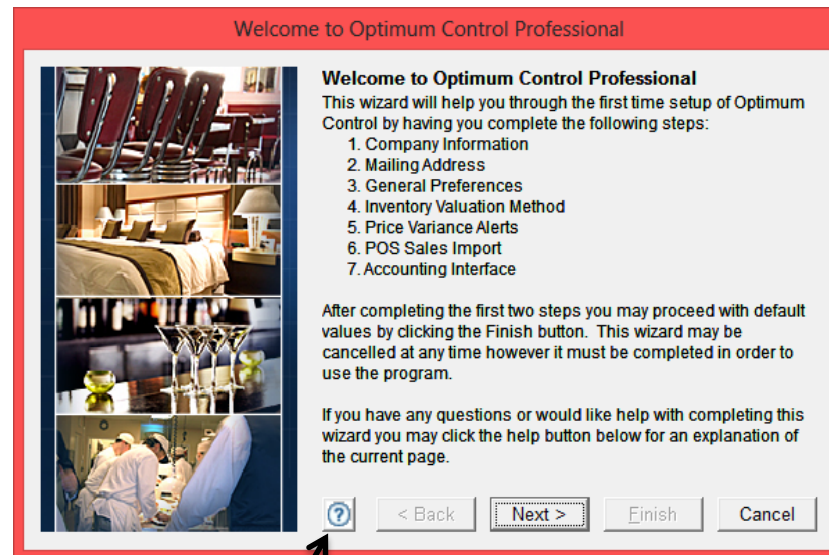 Welcome to Optimum Control Professional
Welcome to Optimum Control Professional
This wizard will help you through the first time setup of Optimum
Control by having you complete the following steps:
1. Company Information
2. Mailing Address
3. General Preferences
4. Inventory Valuation Method
5. Price Variance Alerts
6. POS Sales Import
7. Accounting Interface
After completing the first two steps you may proceed with default
values by clicking the Finish button. This wizard may be
cancelled at any time however it must be completed in order to
use the program.
If you have any questions or would like help with completing this
wizard you may click the help button below for an explanation of
the current page.
? < Back Next > Finish Cancel